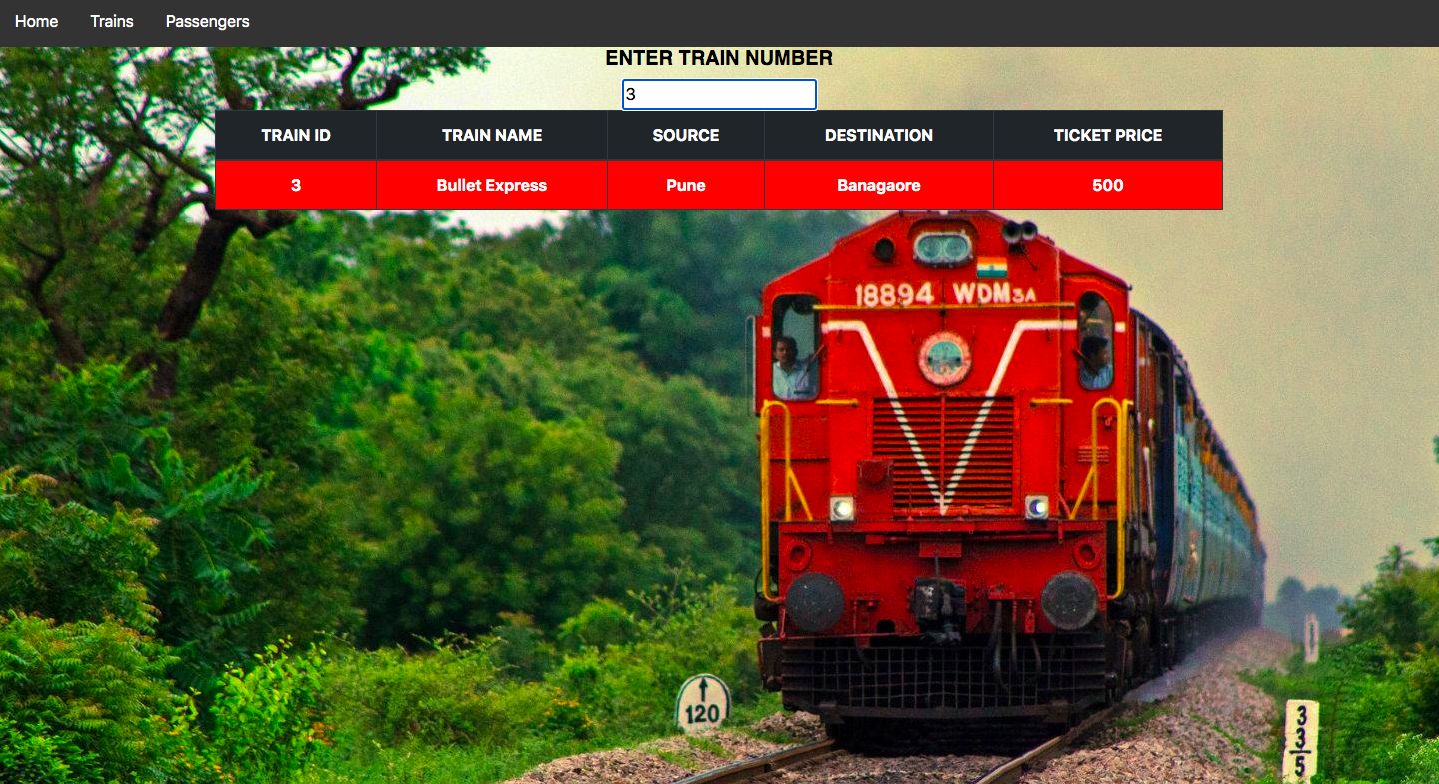 Home Trains Passengers
ENTER TRAIN NUMBER
3
TRAIN ID TRAIN NAME SOURCE DESTINATION TICKET PRICE
3 Bullet Express Pune Banagaore 500
18894 WDM3A
120
3
3
5